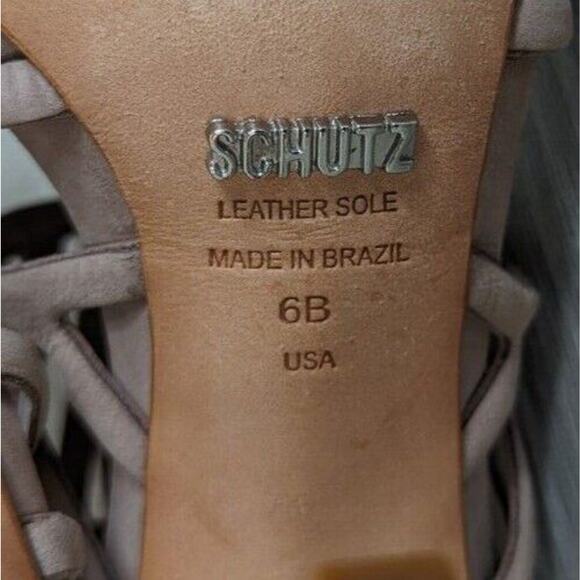 SCHUTZ
LEATHER SOLE
MADE IN BRAZIL
6B
USA